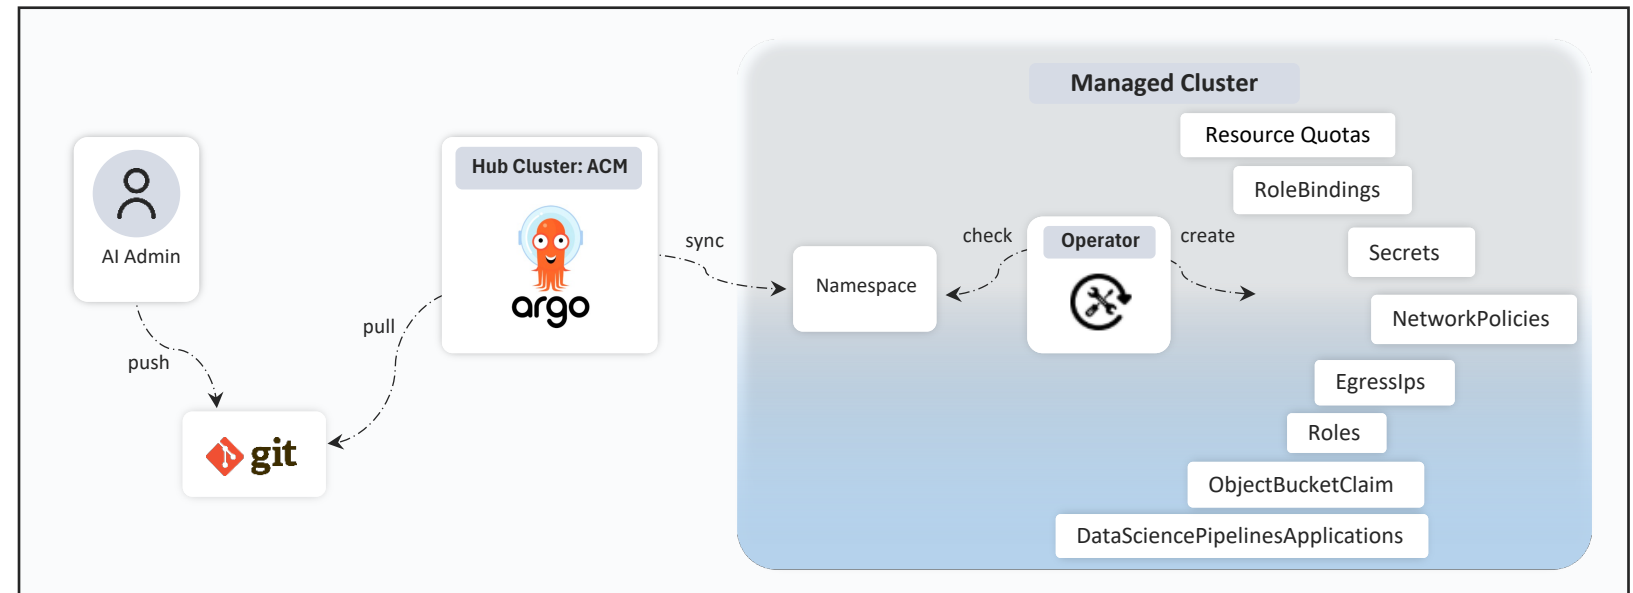 Managed Cluster
Resource Quotas
RoleBindings
Secrets
NetworkPolicies
EgressIps
Roles
ObjectBucketClaim
DataSciencePipelinesApplications
Hub Cluster: ACM
argo
AI Admin
push
pull
git
sync
Namespace
check
Operator
create